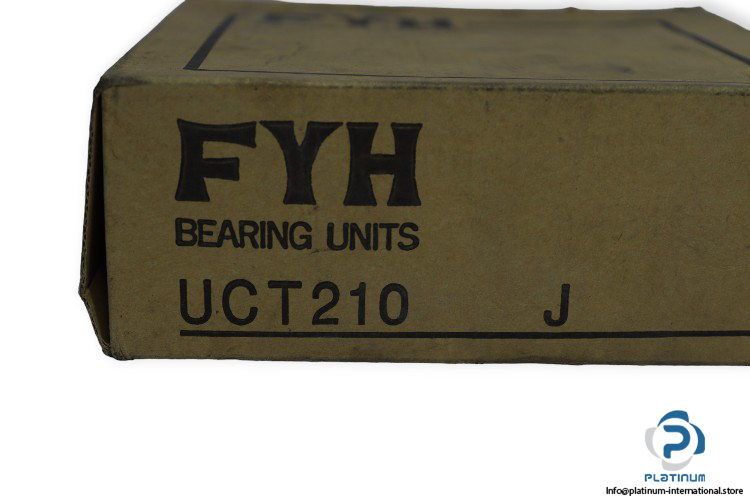 FYH
BEARING UNITS
UCT210 J
PLATINUM
Info@platinum-international.store